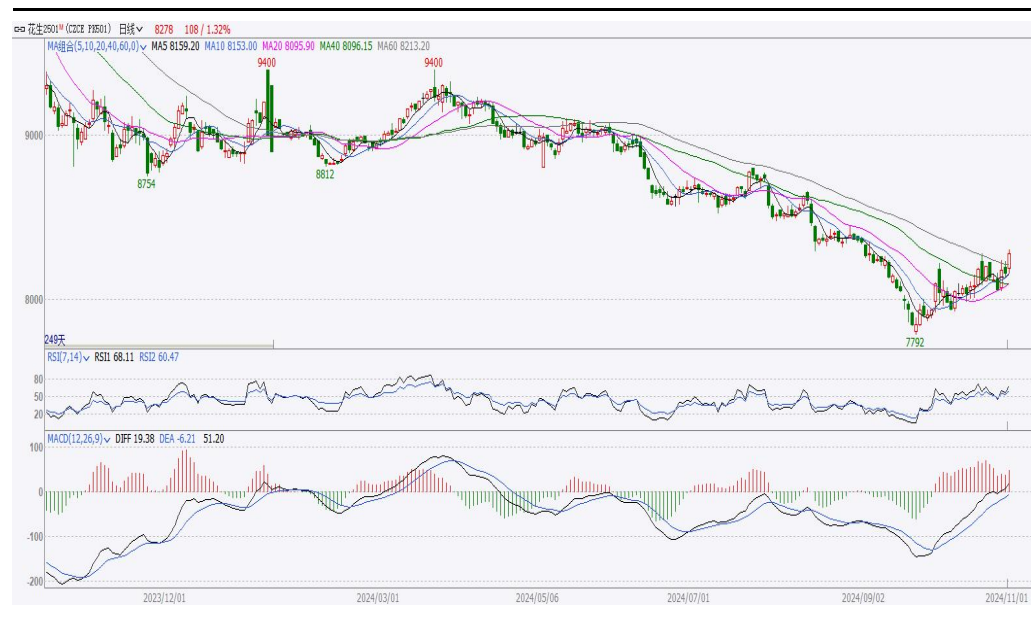 花生2501M (CZCE PK501) 日线 8278 108 / 1.32%
MA组合(5,10,20,40,60,0) MA5 8159.20 MA10 8153.00 MA20 8095.90 MA40 8096.15 MA60 8213.20
9400 9400
9000
8754
8812
8000
7792
249天
RSI(7,14) RSI1 68.11 RSI2 60.47
80
50
20
MACD(12,26,9) DIFF 19.38 DEA -6.21 51.20
100
0
-100
-200
2023/12/01 2024/03/01 2024/05/06 2024/07/01 2024/09/02 2024/11/01